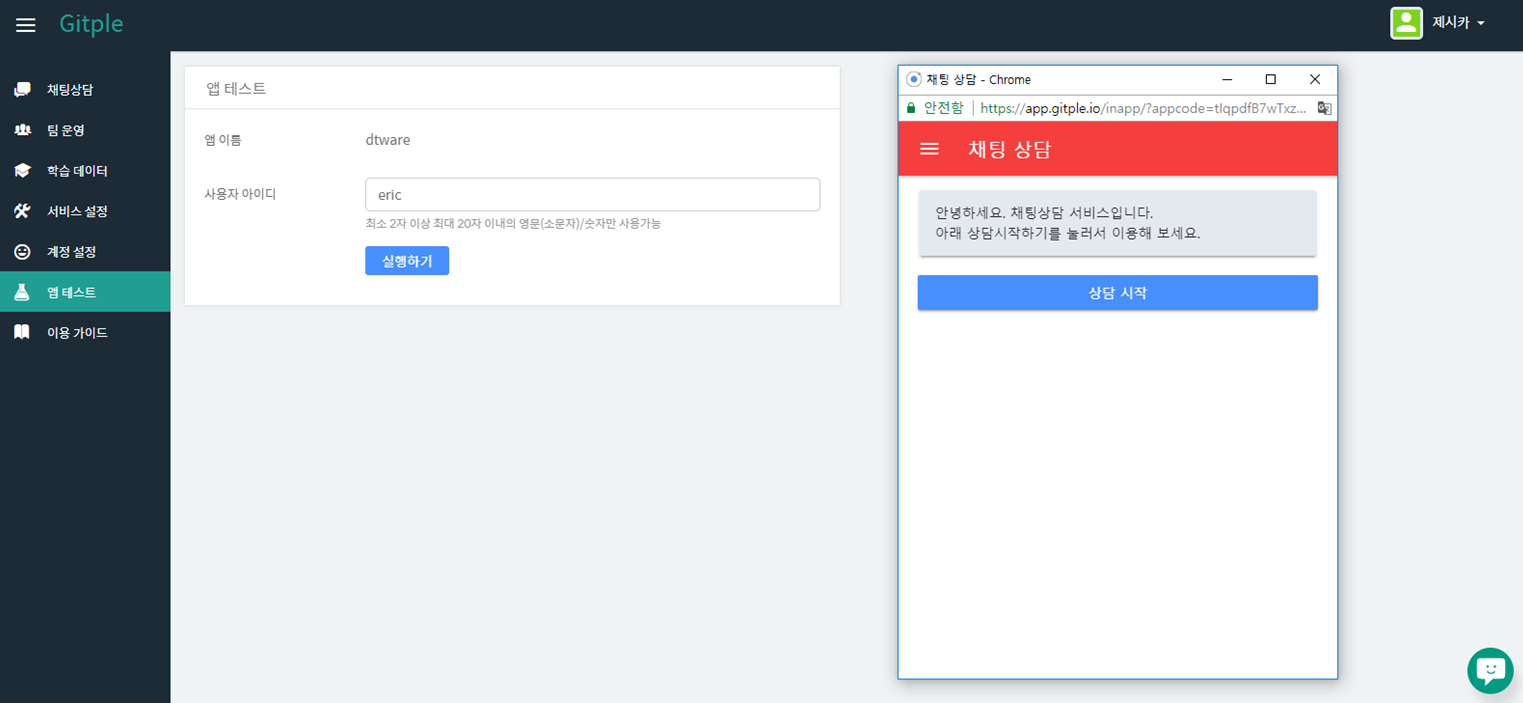 Gitple
제시카
채팅상담
팀 운영
학습 데이터
서비스 설정
계정 설정
앱 테스트
이용 가이드
앱 테스트
앱 이름
dtware
사용자 아이디
eric
최소 2자 이상 최대 20자 이내의 영문(소문자)/숫자만 사용가능
실행하기
채팅 상담 - Chrome
안전함 | https://app.gitple.io/inapp/?appcode=tIqpdfB7wTxz...
채팅 상담
안녕하세요. 채팅상담 서비스입니다.
아래 상담시작하기를 눌러서 이용해 보세요.
상담 시작